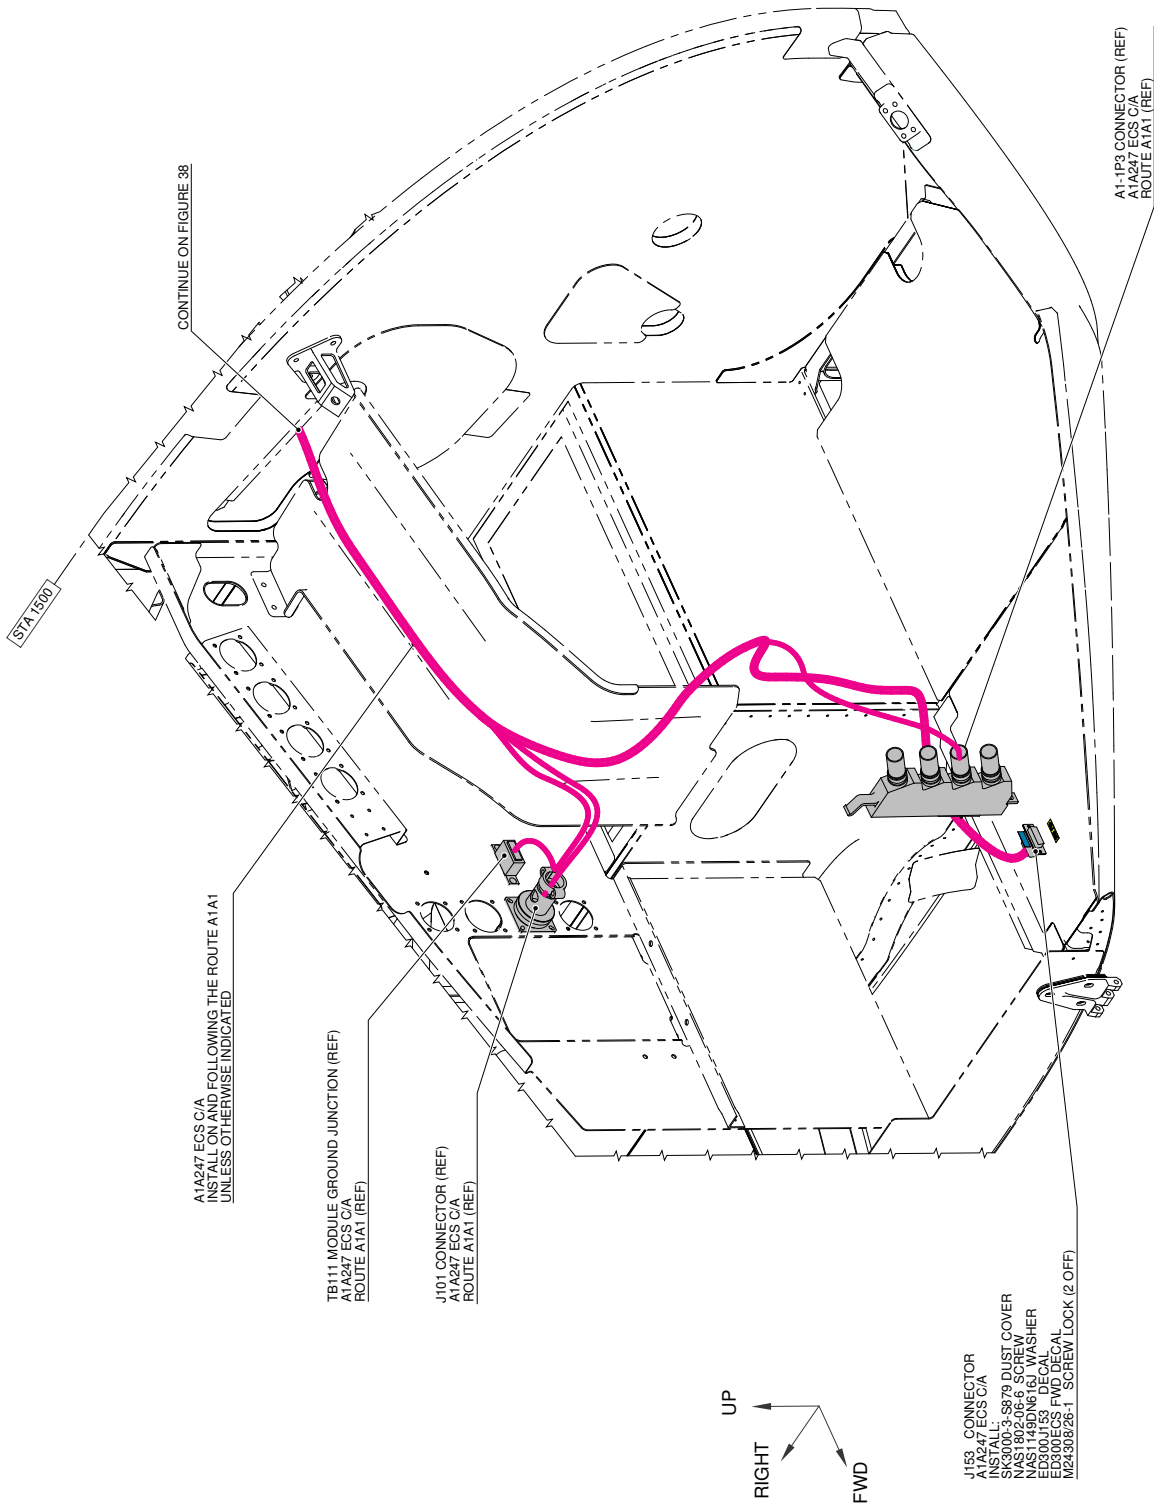 STA 1500
CONTINUE ON FIGURE 38
A1A247 ECS C/A
INSTALL ON AND FOLLOWING THE ROUTE A1A1
UNLESS OTHERWISE INDICATED
TB111 MODULE GROUND JUNCTION (REF)
A1A247 ECS C/A
ROUTE A1A1 (REF)
J101 CONNECTOR (REF)
A1A247 ECS C/A
ROUTE A1A1 (REF)
A1-1P3 CONNECTOR (REF)
A1A247 ECS C/A
ROUTE A1A1 (REF)
J153 CONNECTOR
A1A247 ECS C/A
INSTALL:
SK3000-3-S879 DUST COVER
NAS1802-06-6 SCREW
NAS1149DN616J WASHER
ED300J153 DECAL
ED300ECS FWD DECAL
M24308/26-1 SCREW LOCK (2 OFF)
UP
RIGHT
FWD